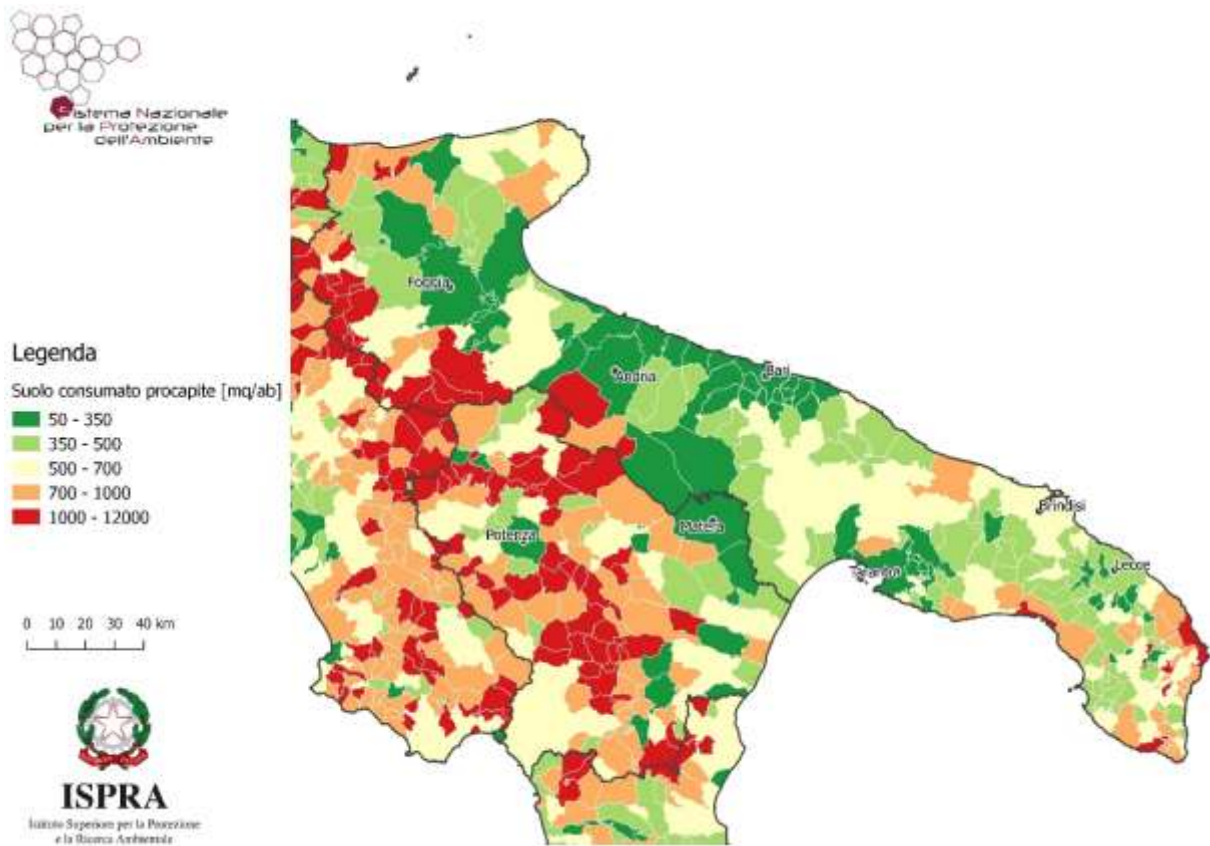 Sistema Nazionale
per la Protezione
dell'Ambiente
Foggia
Andria
Bari
Legenda
Suolo consumato procapite [mq/ab]
50 - 350
350 - 500
500 - 700
700 - 1000
1000 - 12000
Brindisi
Matera
Potenza
Taranto
Lecce
0 10 20 30 40 km
ISPRA
Istituto Superiore per la Protezione
e la Ricerca Ambientale